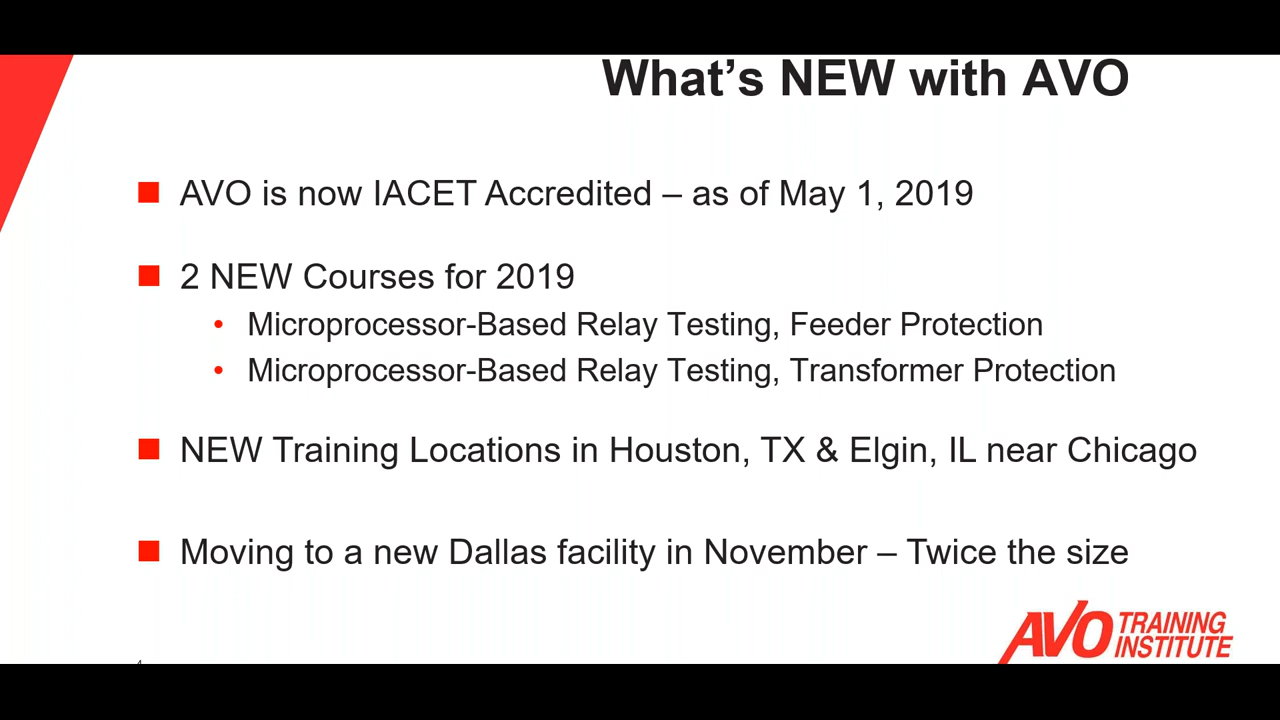 What's NEW with AVO
AVO is now IACET Accredited – as of May 1, 2019
2 NEW Courses for 2019
Microprocessor-Based Relay Testing, Feeder Protection
Microprocessor-Based Relay Testing, Transformer Protection
NEW Training Locations in Houston, TX & Elgin, IL near Chicago
Moving to a new Dallas facility in November – Twice the size
AVO TRAINING
INSTITUTE